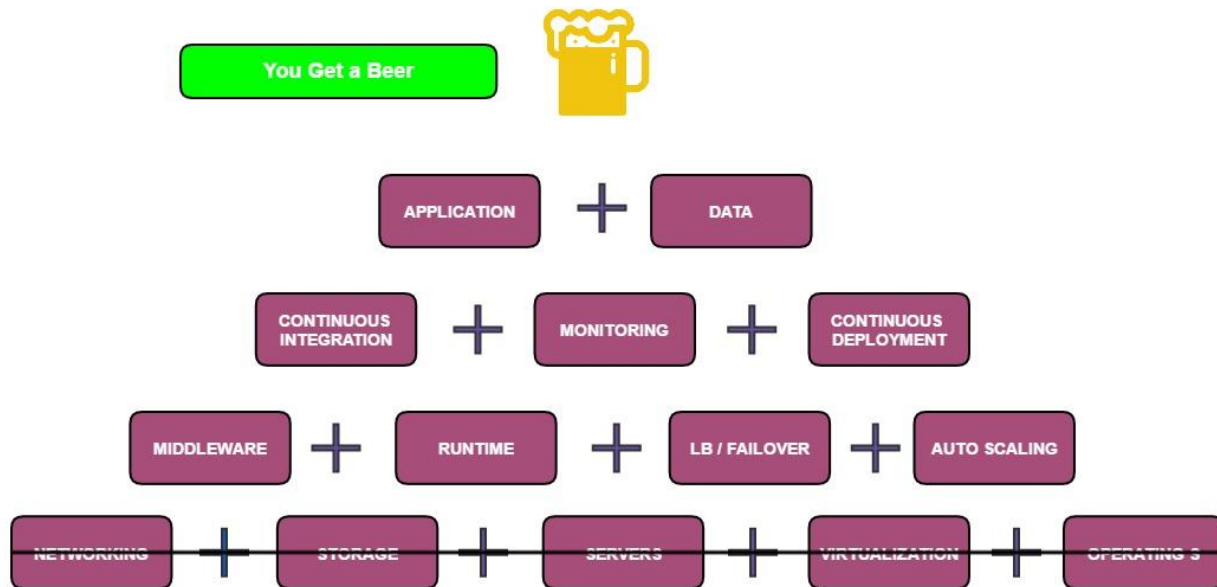 You Get a Beer
APPLICATION
DATA
CONTINUOUS
INTEGRATION
MONITORING
CONTINUOUS
DEPLOYMENT
MIDDLEWARE
RUNTIME
LB / FAILOVER
AUTO SCALING
NETWORKING
STORAGE
SERVERS
VIRTUALIZATION
OPERATING S